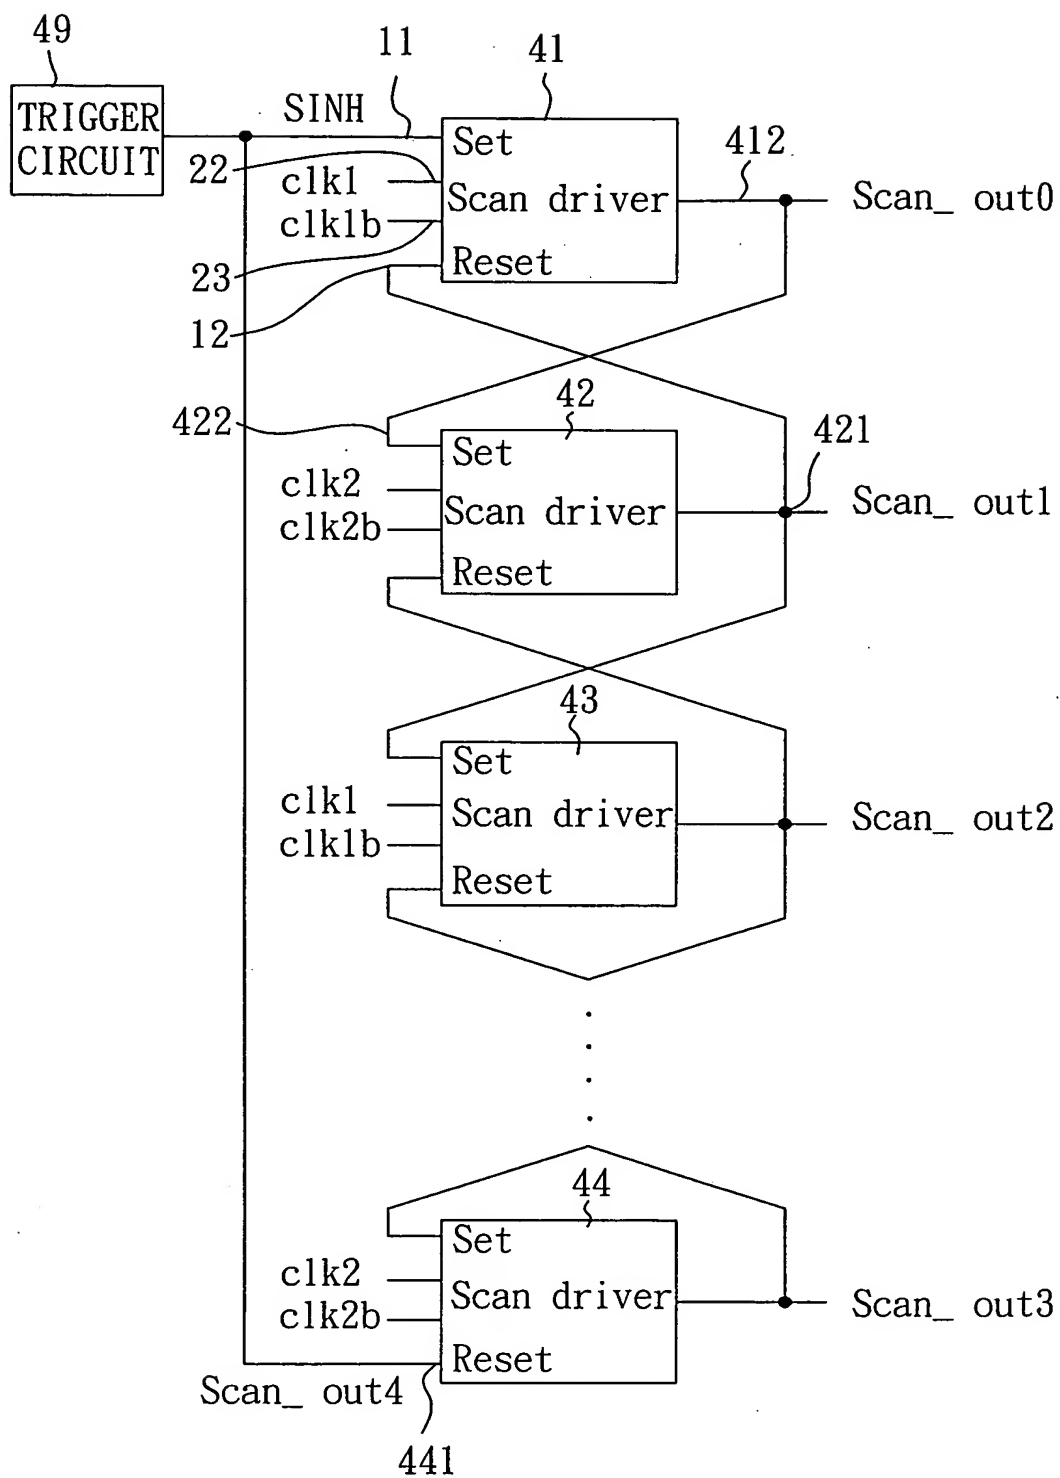 49
TRIGGER
CIRCUIT
SINH
11
41
Set
22
clk1
Scan driver
412
Scan_ out0
clk1b
23
Reset
12
422
42
421
Set
clk2
Scan driver
Scan_ out1
clk2b
Reset
43
Set
clk1
Scan driver
Scan_ out2
clk1b
Reset
44
Set
clk2
Scan driver
Scan_ out3
clk2b
Reset
Scan_ out4
441